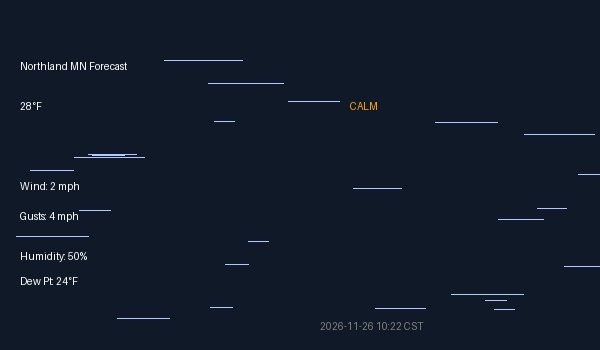 Northland MN Forecast
28°F
CALM
Wind: 2 mph
Gusts: 4 mph
Humidity: 50%
Dew Pt: 24°F
2026-11-26 10:22 CST